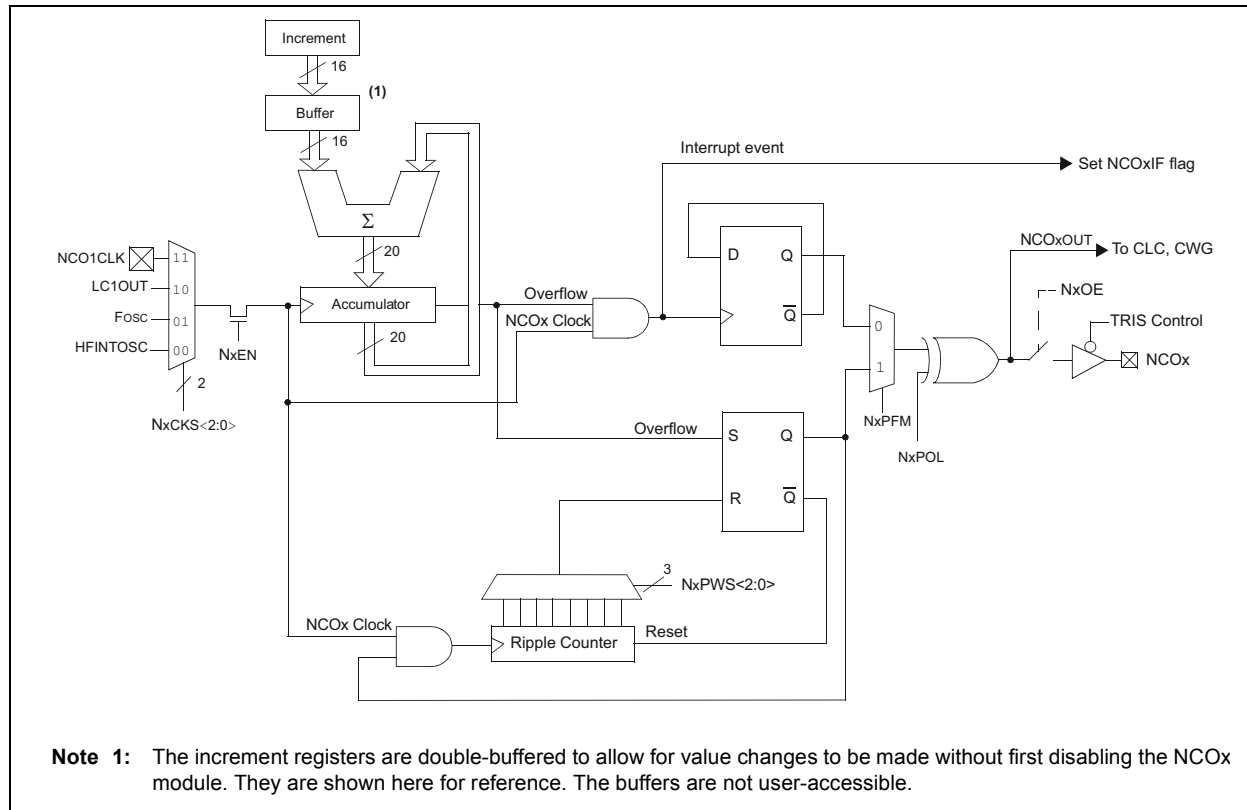 Increment
16
(1)
Buffer
16
Interrupt event
Set NCOxIF flag
Σ
20
D
Q
NCOxOUT
To CLC, CWG
NCO1CLK
11
LC1OUT
10
FOSC
01
HFINTOSC
00
NxEN
2
NxCKS<2:0>
Accumulator
20
Overflow
NCOx Clock
Q̅
0
1
NxPFM
NxPOL
NxOE
TRIS Control
NCOx
Overflow
S
Q
R
Q̅
3
NxPWS<2:0>
NCOx Clock
Ripple Counter
Reset
Note 1: The increment registers are double-buffered to allow for value changes to be made without first disabling the NCOx
module. They are shown here for reference. The buffers are not user-accessible.